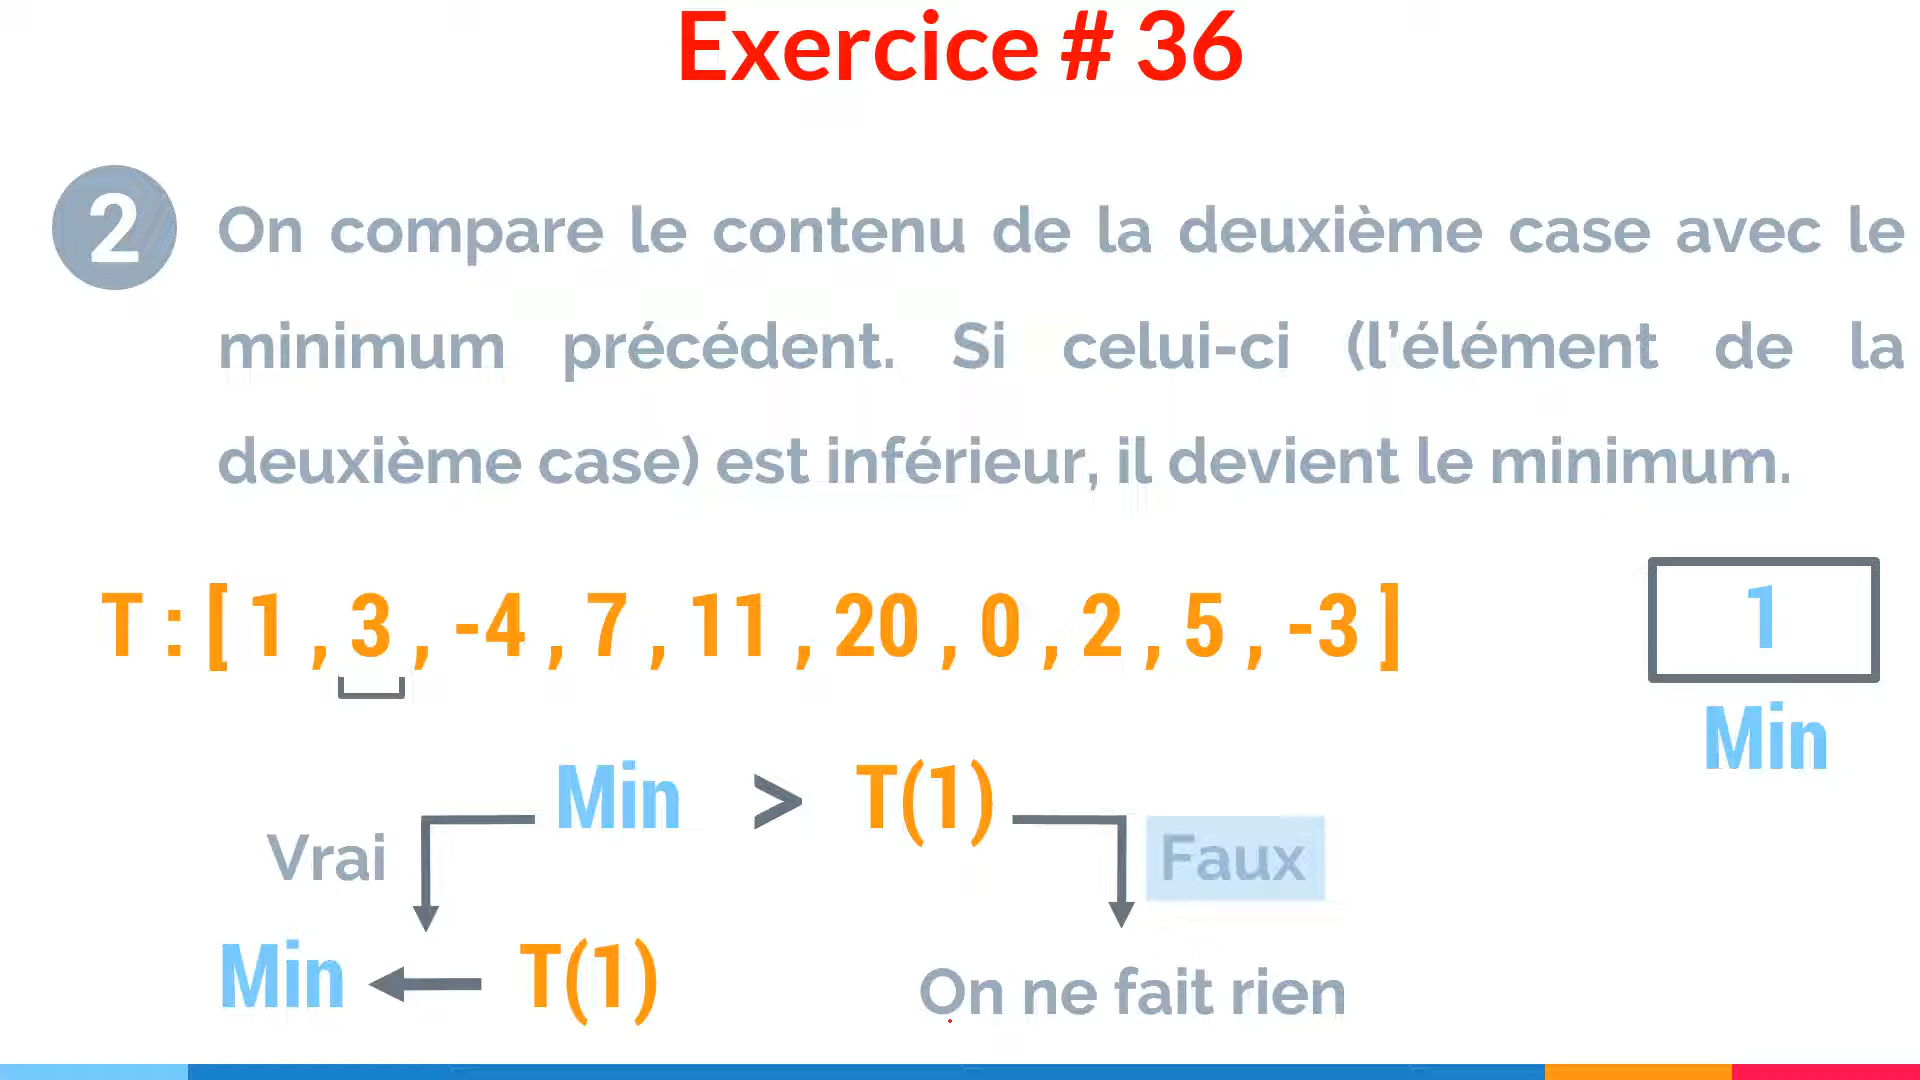 Exercice # 36
2
On compare le contenu de la deuxième case avec le
minimum précédent. Si celui-ci (l'élément de la
deuxième case) est inférieur, il devient le minimum.
T : [ 1 , 3 , -4 , 7 , 11 , 20 , 0 , 2 , 5 , -3 ]
1
Min
Min > T(1)
Vrai
Faux
Min T(1)
On ne fait rien